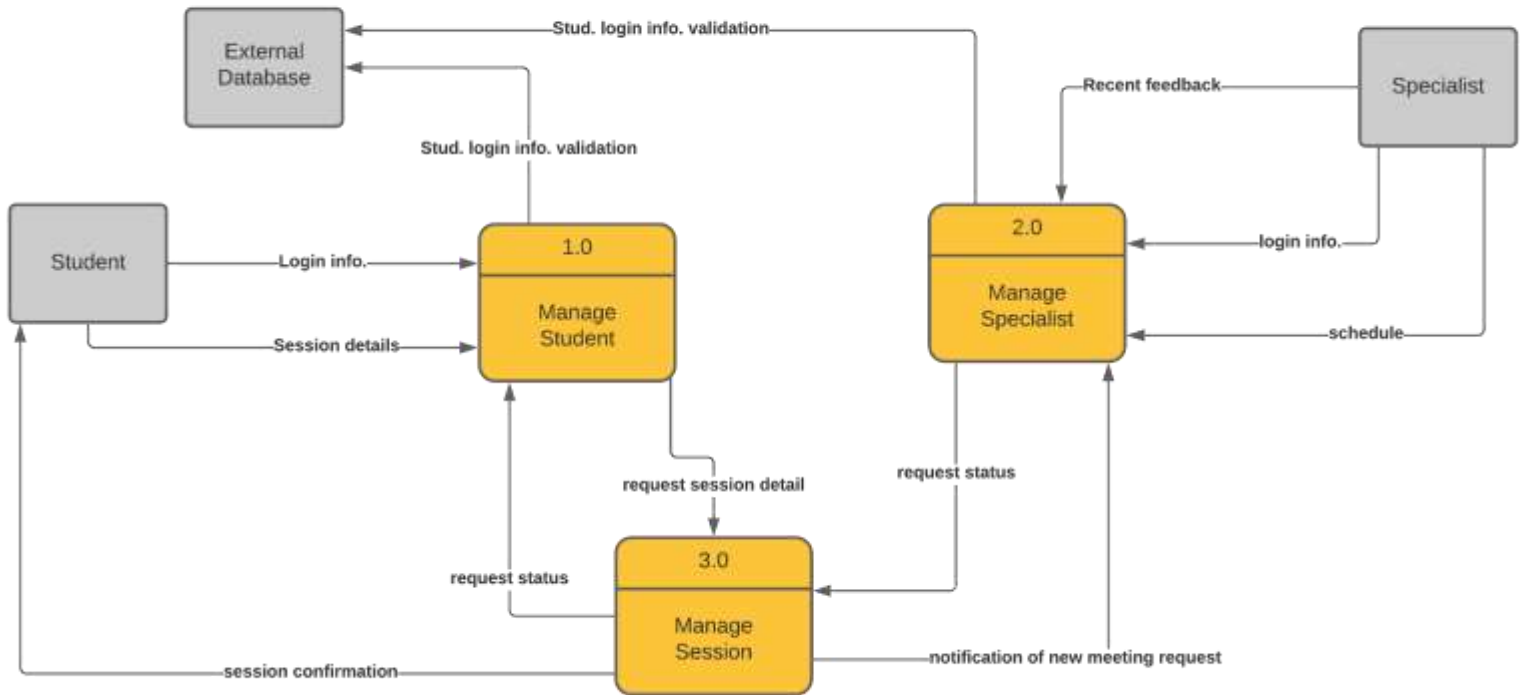 Stud. login info. validation
External
Database
Specialist
Recent feedback
Stud. login info. validation
2.0
1.0
login info.
Student
Login info.
Manage
Specialist
Manage
Student
schedule
Session details
request status
request session detail
3.0
request status
Manage
Session
notification of new meeting request
session confirmation